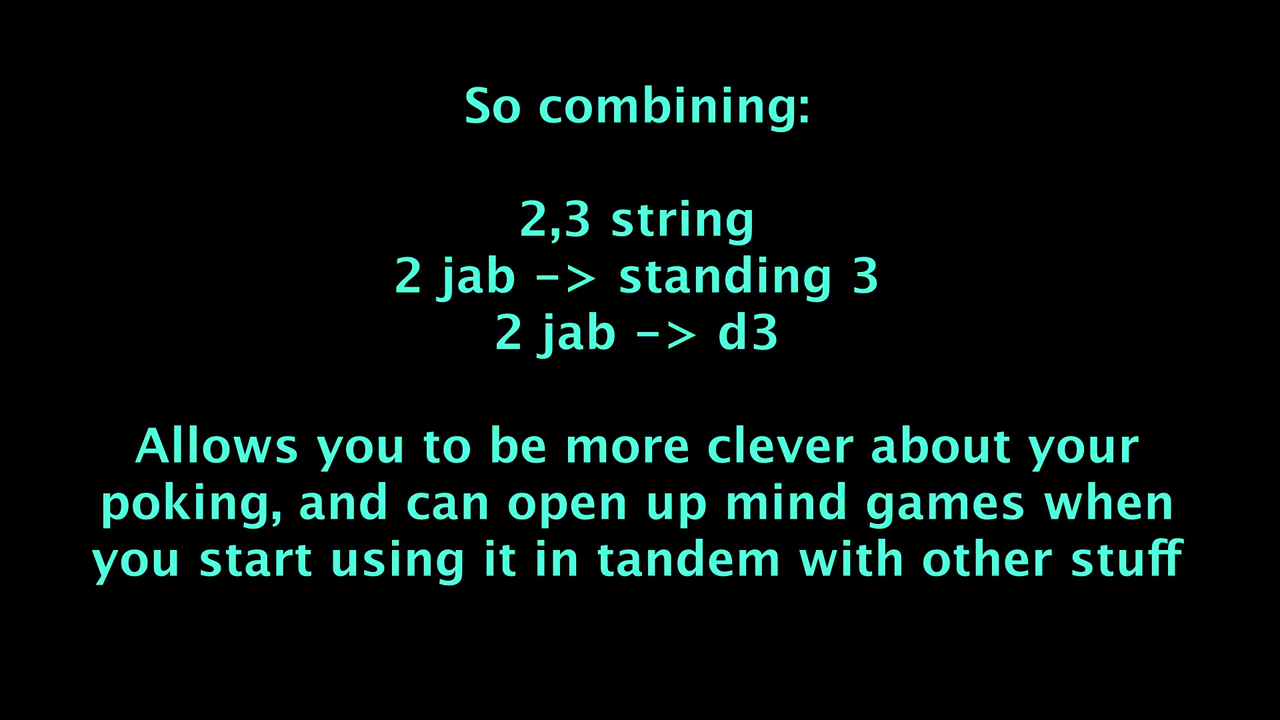 So combining:
2,3 string
2 jab -> standing 3
2 jab -> d3
Allows you to be more clever about your
poking, and can open up mind games when
you start using it in tandem with other stuff